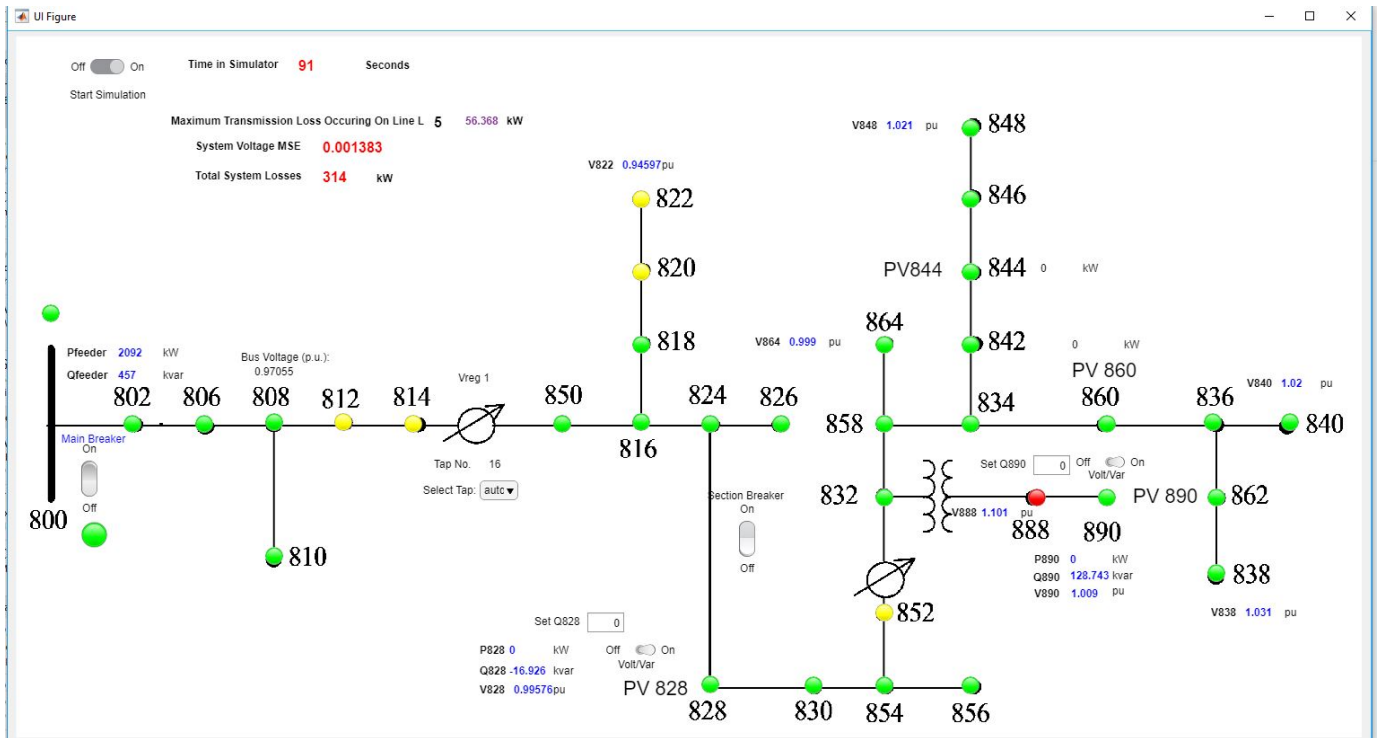 UI Figure
Off On Time in Simulator 91 Seconds
Start Simulation
Maximum Transmission Loss Occuring On Line L 5 56.368 kW
System Voltage MSE 0.001383
Total System Losses 314 kW
V848 1.021 pu 848
V822 0.94597pu
822
846
820
PV844 844 0 kW
864
818
V864 0.999 pu
842
0 kW
PV 860
Pfeeder 2092 kW
Qfeeder 457 kvar
Bus Voltage (p.u.):
0.97055
Vreg 1
V840 1.02 pu
802 806 808 812 814 850 824 826 834 860 836
858 840
816
Main Breaker
On
Off
800
Tap No. 16
Select Tap: auto
Section Breaker
On
Off
832
Set Q890 0 Off On
Volt/Var
PV 890 862
V888 1.101 pu
888 890
810
P890 0 kW
Q890 128.743 kvar
V890 1.009 pu
838
V838 1.031 pu
852
Set Q828 0
P828 0 kW Off On
Volt/Var
Q828 -16.926 kvar
V828 0.99576pu
PV 828
828 830 854 856